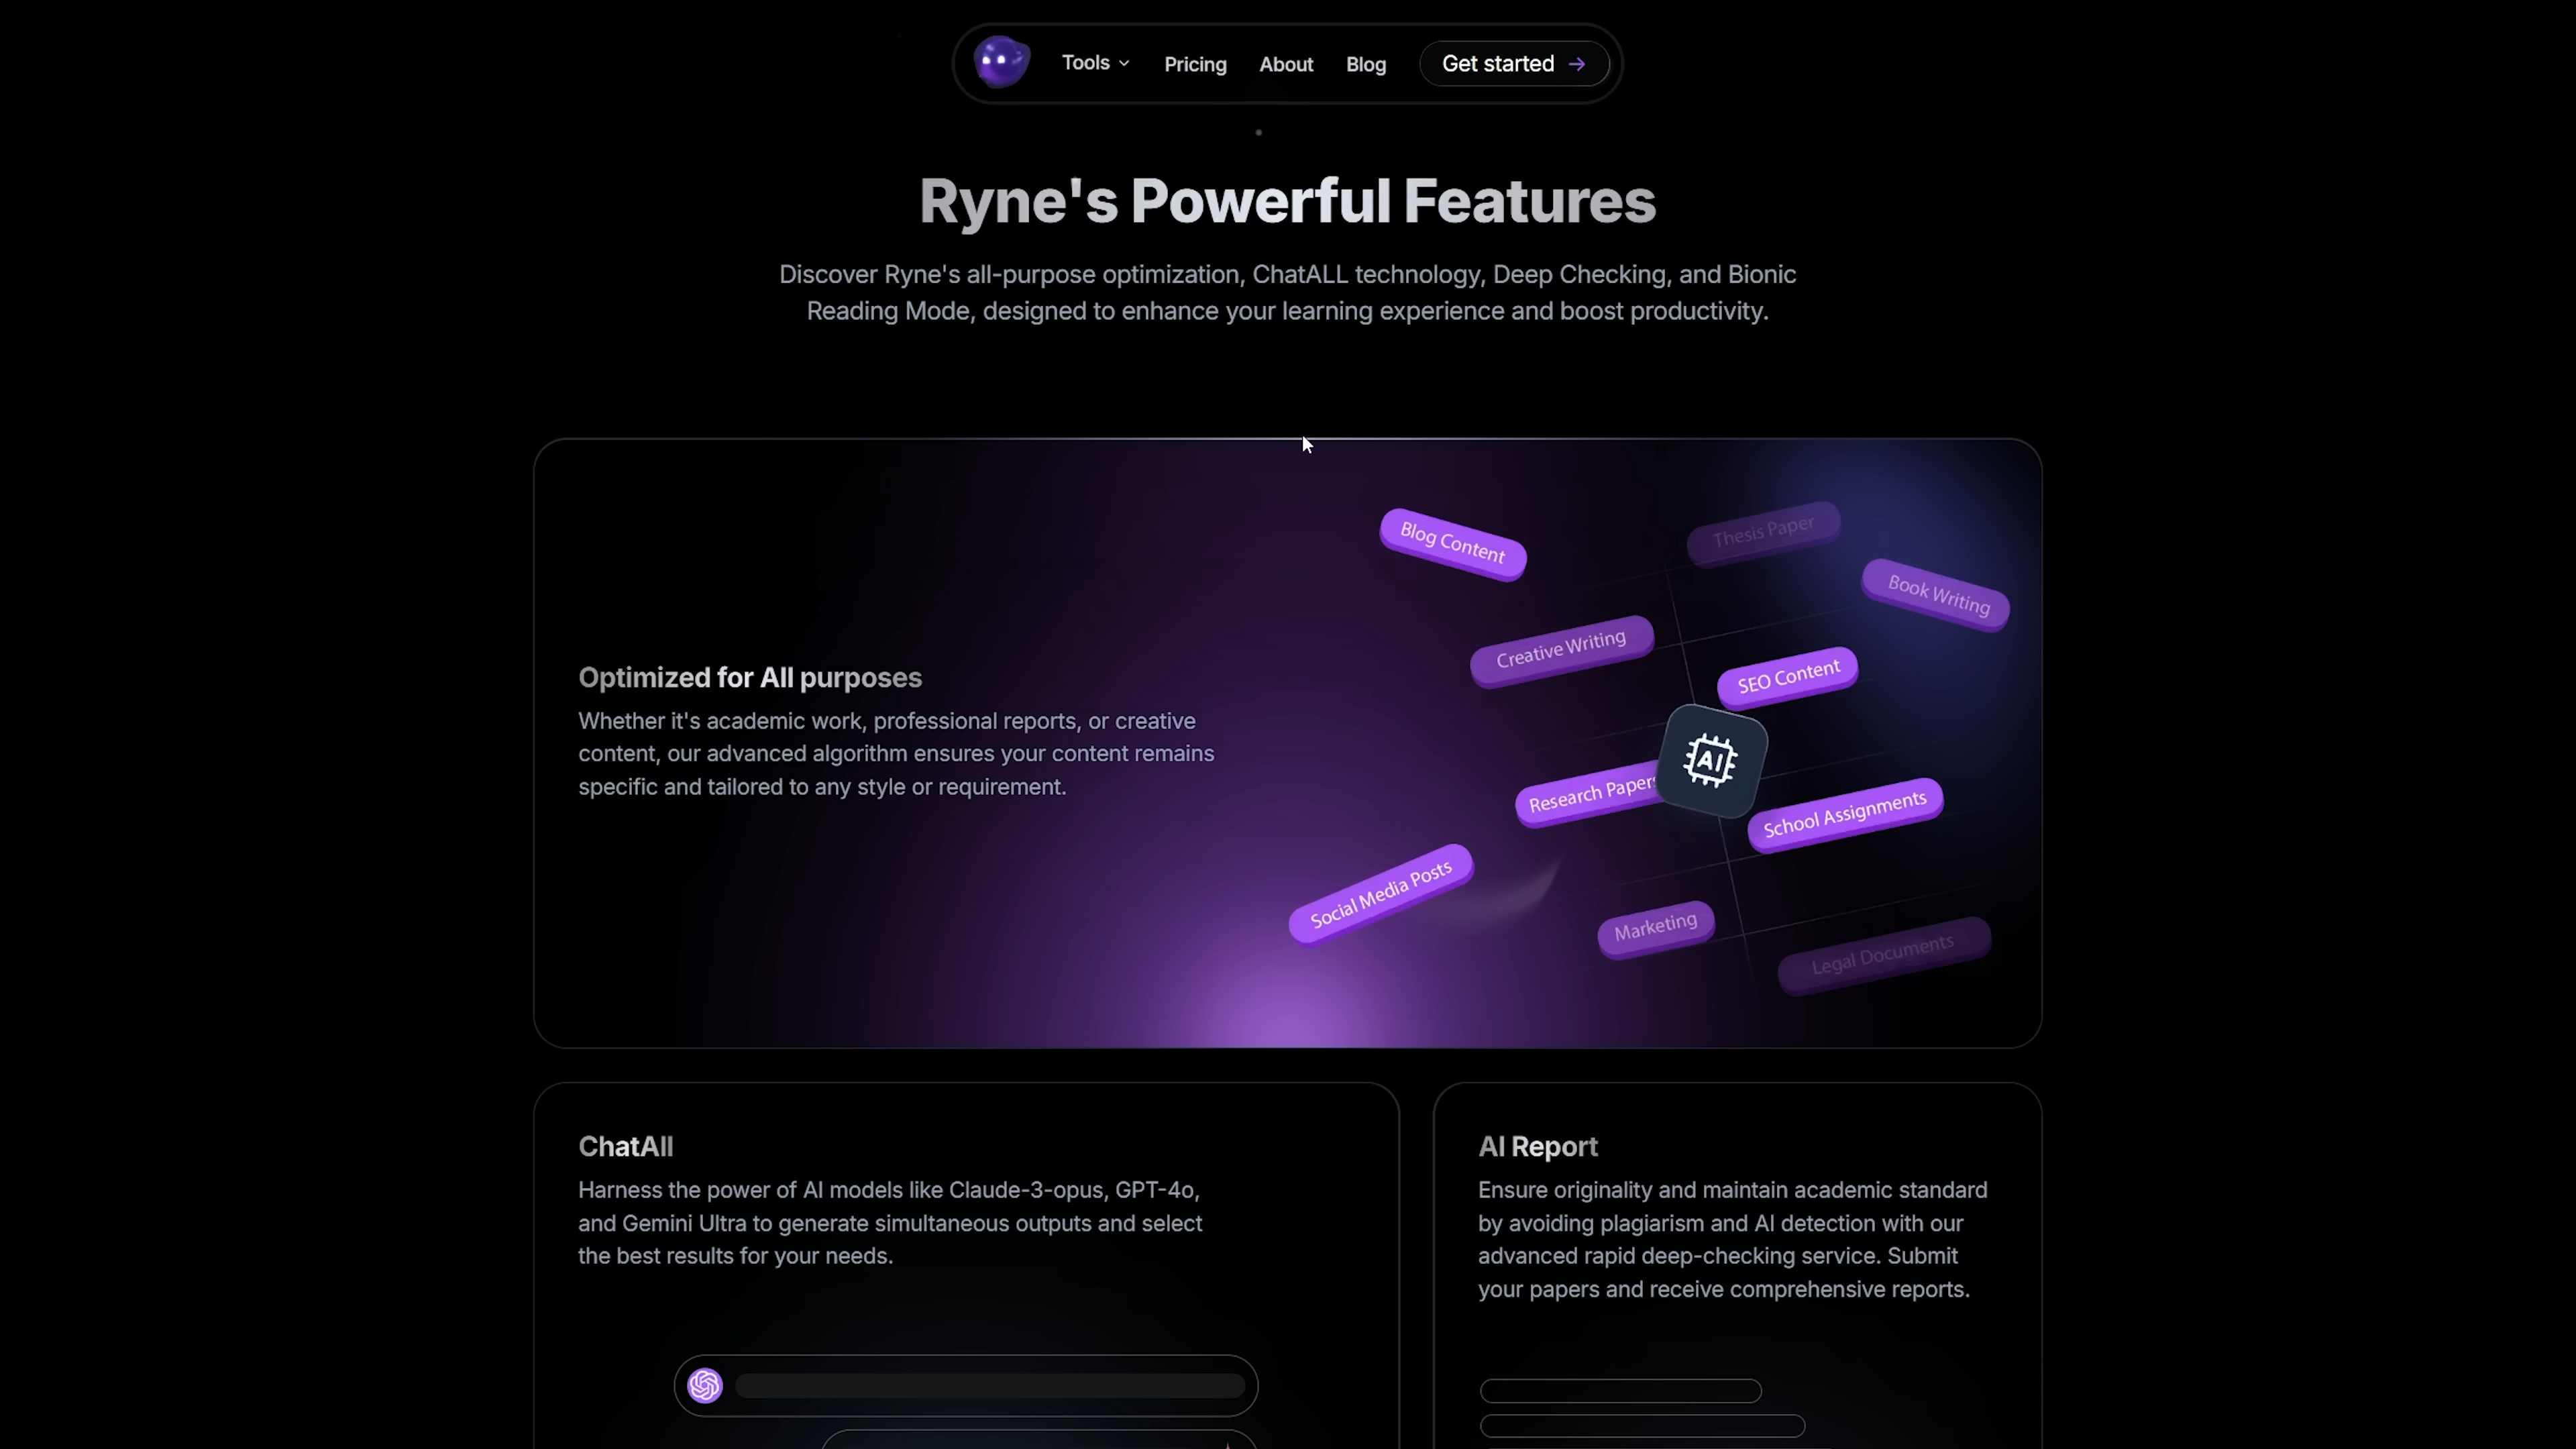 Tools
Pricing
About
Blog
Get started
Ryne's Powerful Features
Discover Ryne's all-purpose optimization, ChatALL technology, Deep Checking, and Bionic
Reading Mode, designed to enhance your learning experience and boost productivity.
Optimized for All purposes
Whether it's academic work, professional reports, or creative
content, our advanced algorithm ensures your content remains
specific and tailored to any style or requirement.
Blog Content
Thesis Paper
Book Writing
Creative Writing
SEO Content
AI
Research Papers
School Assignments
Social Media Posts
Marketing
Legal Documents
ChatAll
Harness the power of AI models like Claude-3-opus, GPT-4o,
and Gemini Ultra to generate simultaneous outputs and select
the best results for your needs.
AI Report
Ensure originality and maintain academic standard
by avoiding plagiarism and AI detection with our
advanced rapid deep-checking service. Submit
your papers and receive comprehensive reports.